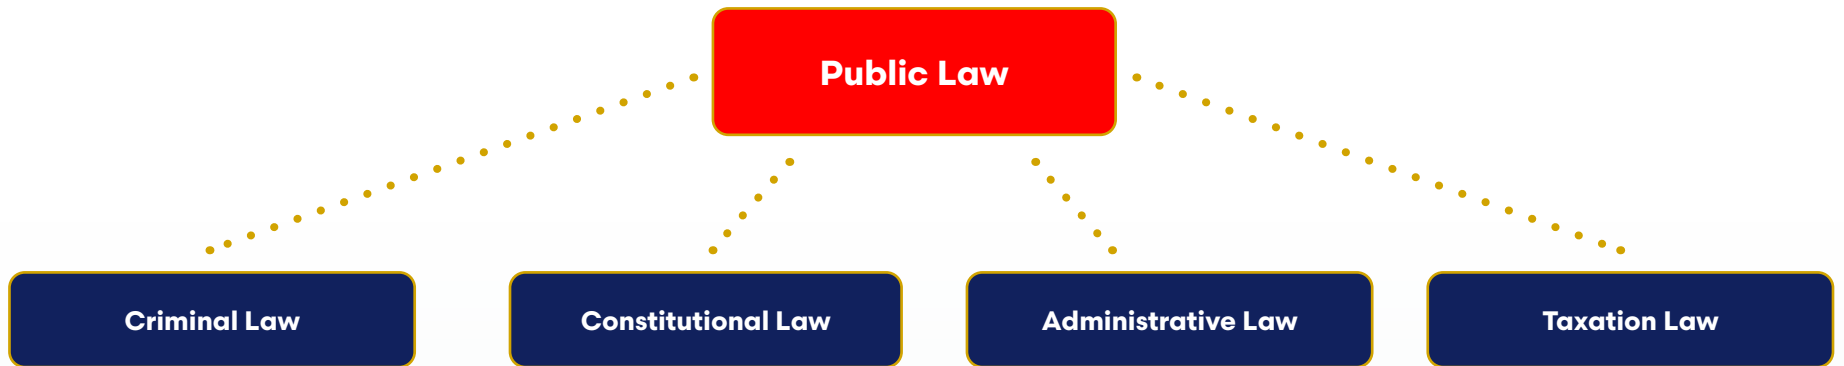 Public Law
Criminal Law
Constitutional Law
Administrative Law
Taxation Law